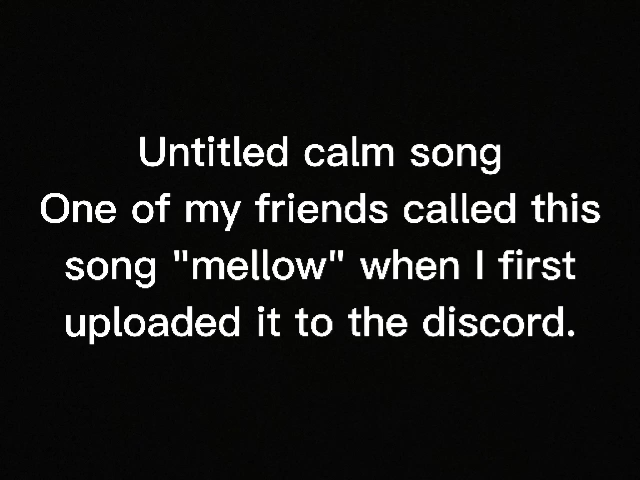 Untitled calm song
One of my friends called this
song "mellow" when I first
uploaded it to the discord.